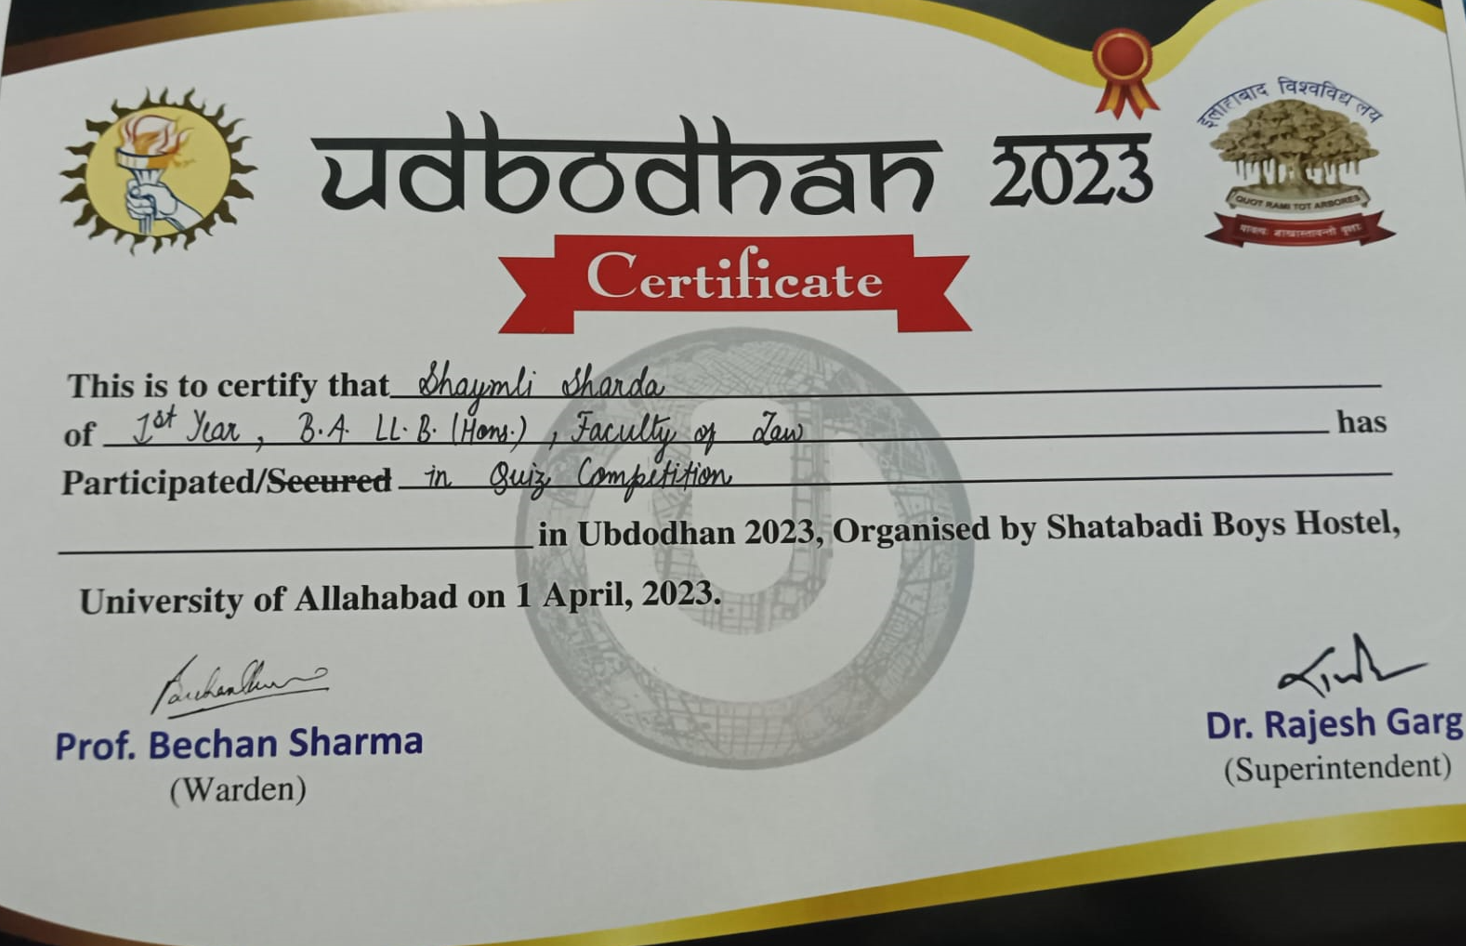 udbodhan 2023
इलाहाबाद विश्वविद्यालय
QUOT RAMI TOT ARBORES
Certificate
This is to certify that Shaymli Sharda
of 1st Year, B.A. LL.B. (Hons.), Faculty of Law has
Participated/Secured in Quiz Competition
in Ubdodhan 2023, Organised by Shatabadi Boys Hostel,
University of Allahabad on 1 April, 2023.
Prof. Bechan Sharma
(Warden)
Dr. Rajesh Garg
(Superintendent)